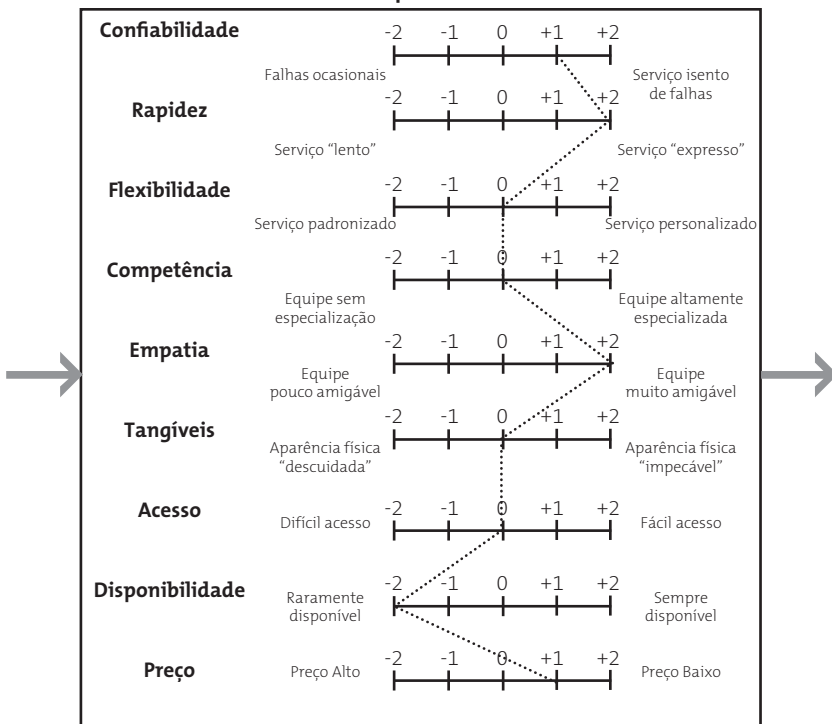 Confiabilidade
-2 -1 0 +1 +2
Falhas ocasionais
Serviço isento
de falhas
Rapidez
-2 -1 0 +1 +2
Serviço “lento”
Serviço “expresso”
Flexibilidade
-2 -1 0 +1 +2
Serviço padronizado
Serviço personalizado
Competência
-2 -1 0 +1 +2
Equipe sem
especialização
Equipe altamente
especializada
Empatia
-2 -1 0 +1 +2
Equipe
pouco amigável
Equipe
muito amigável
Tangíveis
-2 -1 0 +1 +2
Aparência física
“descuidada”
Aparência física
“impecável”
Acesso
-2 -1 0 +1 +2
Difícil acesso
Fácil acesso
Disponibilidade
-2 -1 0 +1 +2
Raramente
disponível
Sempre
disponível
Preço
-2 -1 0 +1 +2
Preço Alto
Preço Baixo